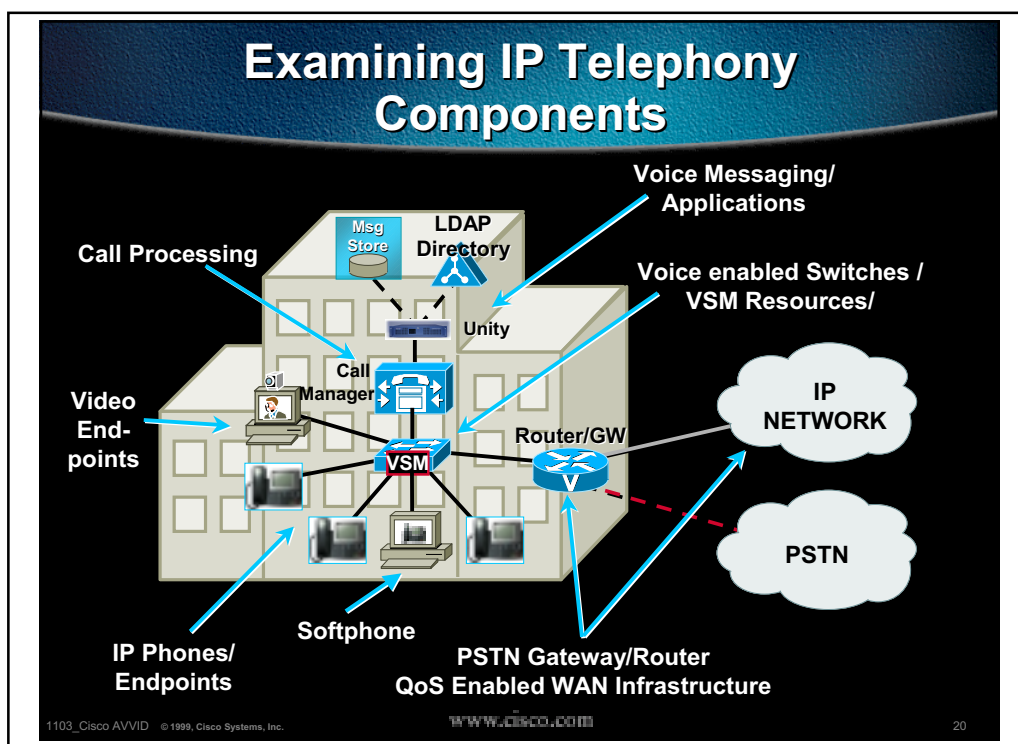 Examining IP Telephony
Components
Voice Messaging/
Applications
Msg
Store
LDAP
Directory
Call Processing
Voice enabled Switches /
VSM Resources/
Unity
Call
Manager
Video
End-
points
IP
NETWORK
Router/GW
VSM
V
PSTN
Softphone
IP Phones/
Endpoints
PSTN Gateway/Router
QoS Enabled WAN Infrastructure
1103_Cisco AVVID © 1999, Cisco Systems, Inc.
www.cisco.com
20